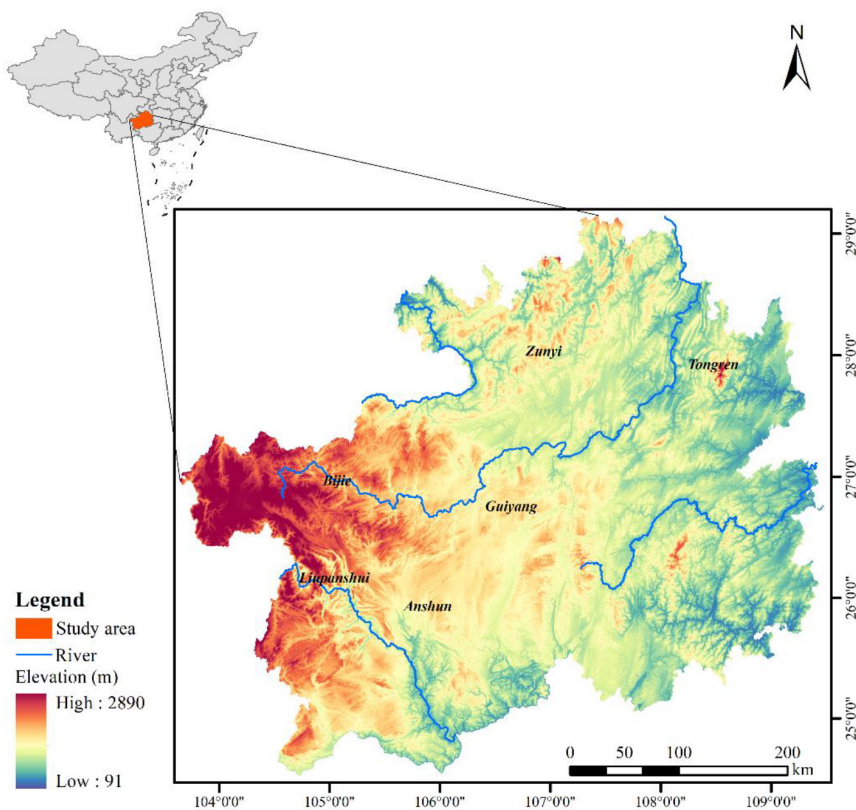 N
29°0'0"
Zunyi
28°0'0"
Tongren
27°0'0"
Bijie
Guiyang
Liupanshui
26°0'0"
Anshun
Legend
Study area
River
Elevation (m)
High : 2890
Low : 91
25°0'0"
0 50 100 200
km
104°0'0" 105°0'0" 106°0'0" 107°0'0" 108°0'0" 109°0'0"